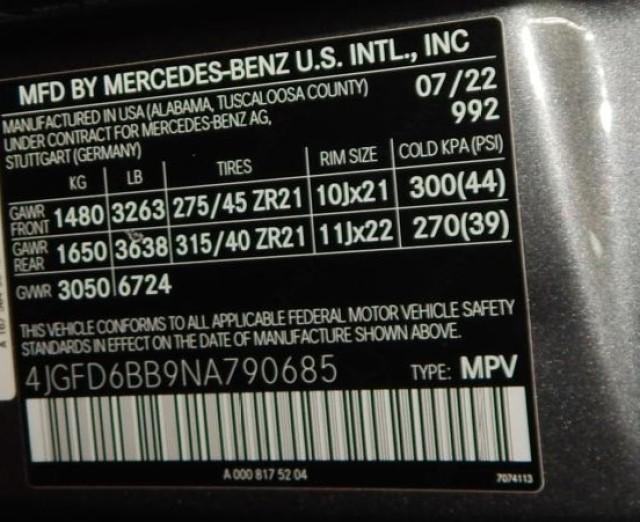 MFD BY MERCEDES-BENZ U.S. INTL., INC
MANUFACTURED IN USA (ALABAMA, TUSCALOOSA COUNTY) 07/22
UNDER CONTRACT FOR MERCEDES-BENZ AG, 992
STUTTGART (GERMANY)
KG LB TIRES RIM SIZE COLD KPA (PSI)
GAWR FRONT 1480 3263 275/45 ZR21 10Jx21 300(44)
GAWR REAR 1650 3638 315/40 ZR21 11Jx22 270(39)
GVWR 3050 6724
THIS VEHICLE CONFORMS TO ALL APPLICABLE FEDERAL MOTOR VEHICLE SAFETY
STANDARDS IN EFFECT ON THE DATE OF MANUFACTURE SHOWN ABOVE.
4JGFD6BB9NA790685 TYPE: MPV
A 000 817 52 04 7074113